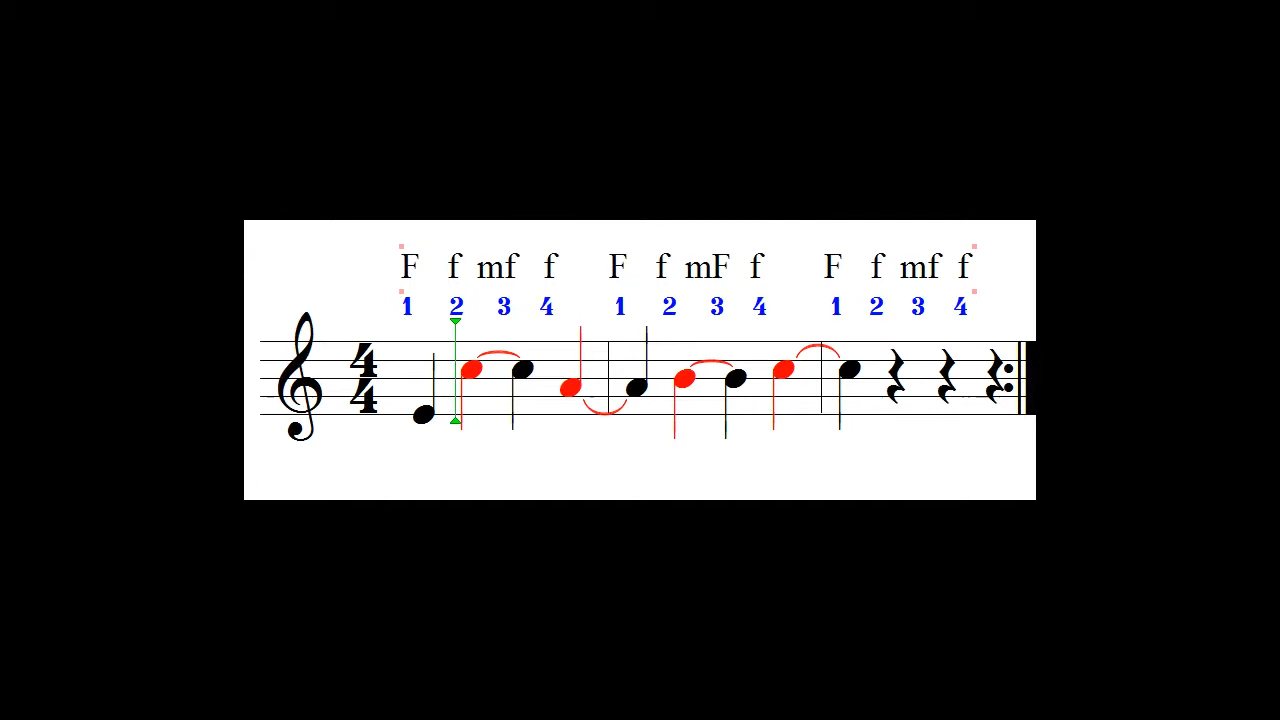 F f mf f F f mF f F f mf f
1 2 3 4 1 2 3 4 1 2 3 4
4
4